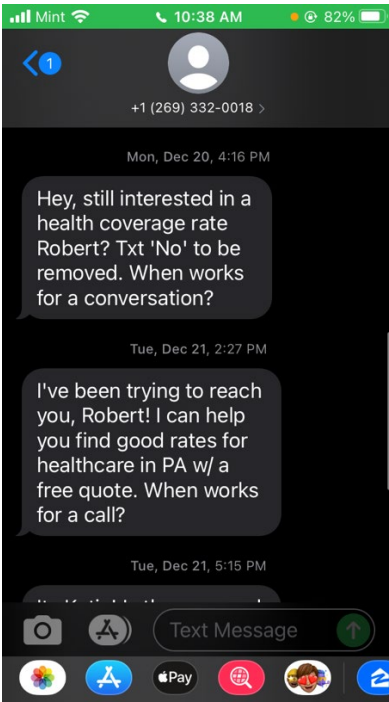 Mint 10:38 AM 82%
1
+1 (269) 332-0018 >
Mon, Dec 20, 4:16 PM
Hey, still interested in a
health coverage rate
Robert? Txt 'No' to be
removed. When works
for a conversation?
Tue, Dec 21, 2:27 PM
I've been trying to reach
you, Robert! I can help
you find good rates for
healthcare in PA w/ a
free quote. When works
for a call?
Tue, Dec 21, 5:15 PM
Text Message
Pay